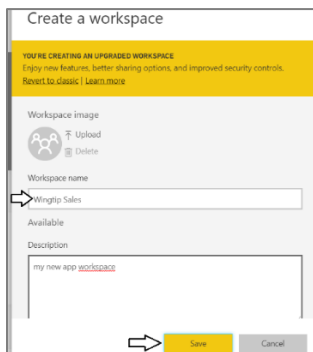 Create a workspace
YOU'RE CREATING AN UPGRADED WORKSPACE
Enjoy new features, better sharing options, and improved security controls.
Revert to classic | Learn more
Workspace image
Upload
Delete
Workspace name
Wingtip Sales
Available
Description
my new app workspace
Save Cancel